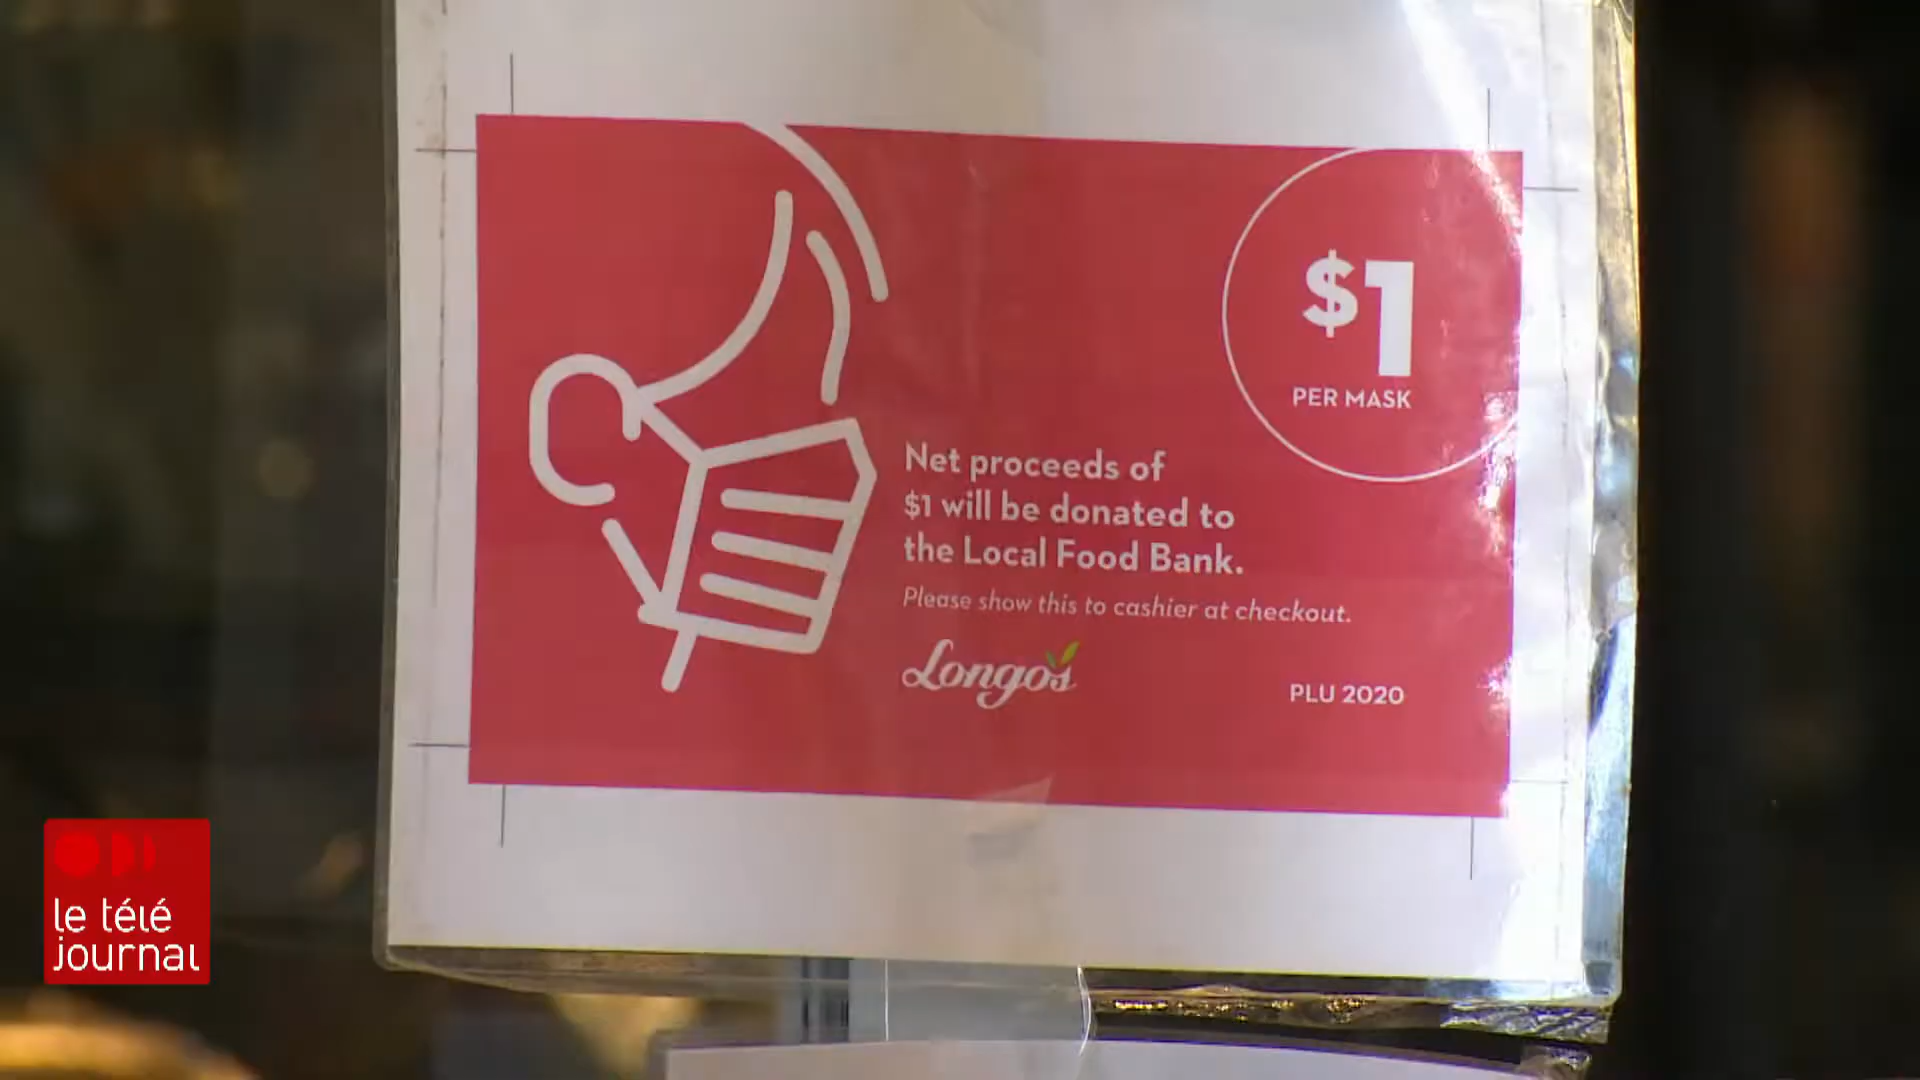 $1
PER MASK
Net proceeds of
$1 will be donated to
the Local Food Bank.
Please show this to cashier at checkout.
Longo's
PLU 2020
le télé
journal